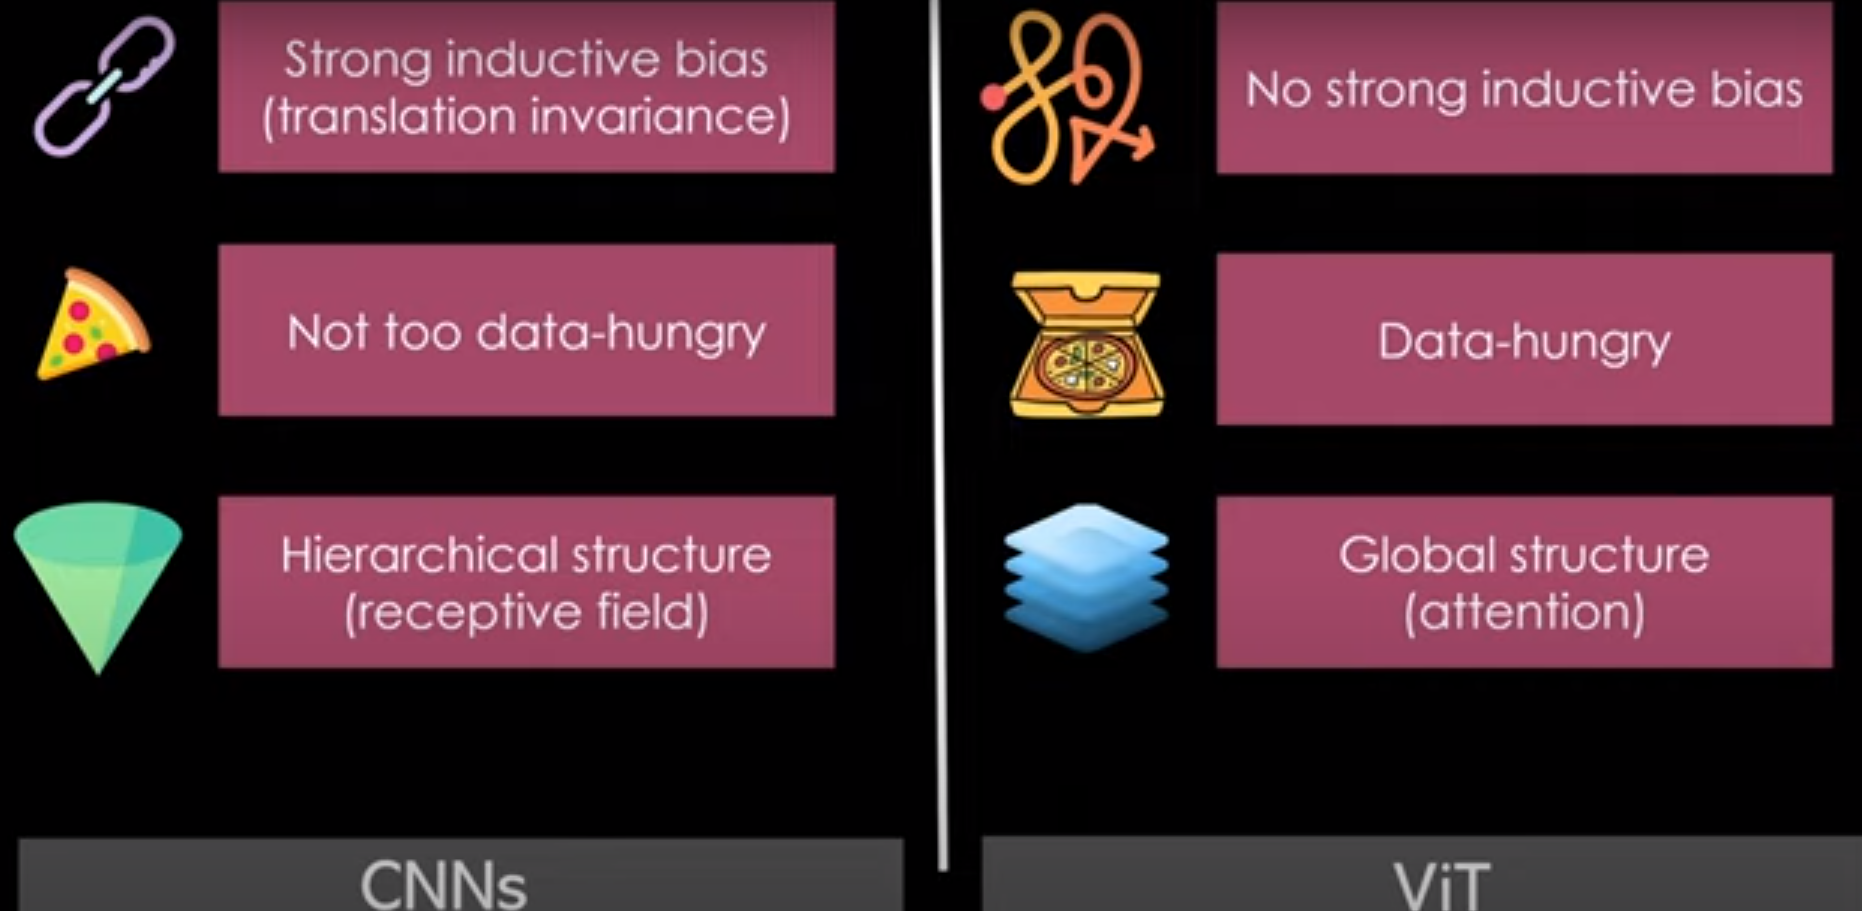 Strong inductive bias
(translation invariance)
Not too data-hungry
Hierarchical structure
(receptive field)
CNNs
No strong inductive bias
Data-hungry
Global structure
(attention)
ViT